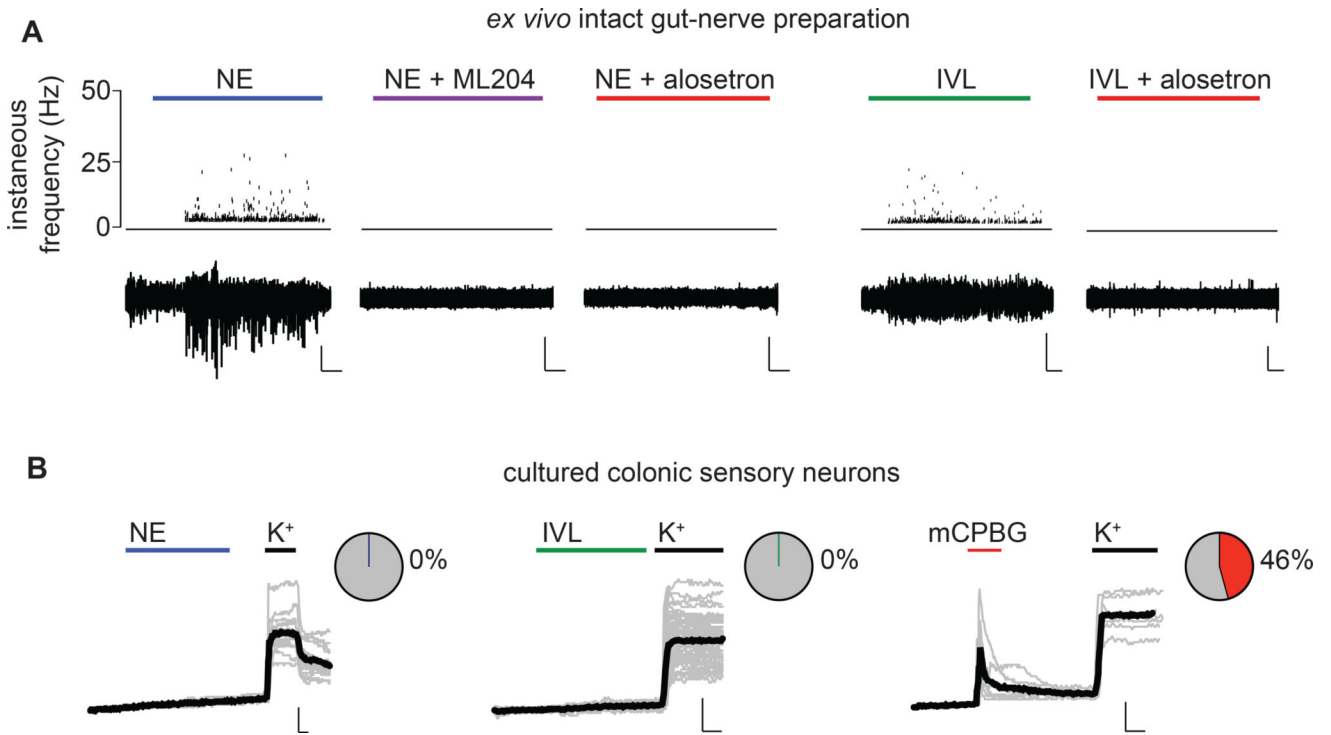 ex vivo intact gut-nerve preparation
A
NE
NE + ML204
NE + alosetron
IVL
IVL + alosetron
instaneous
frequency (Hz)
50
25
0
B
cultured colonic sensory neurons
NE
K+
0%
IVL
K+
0%
mCPBG
K+
46%